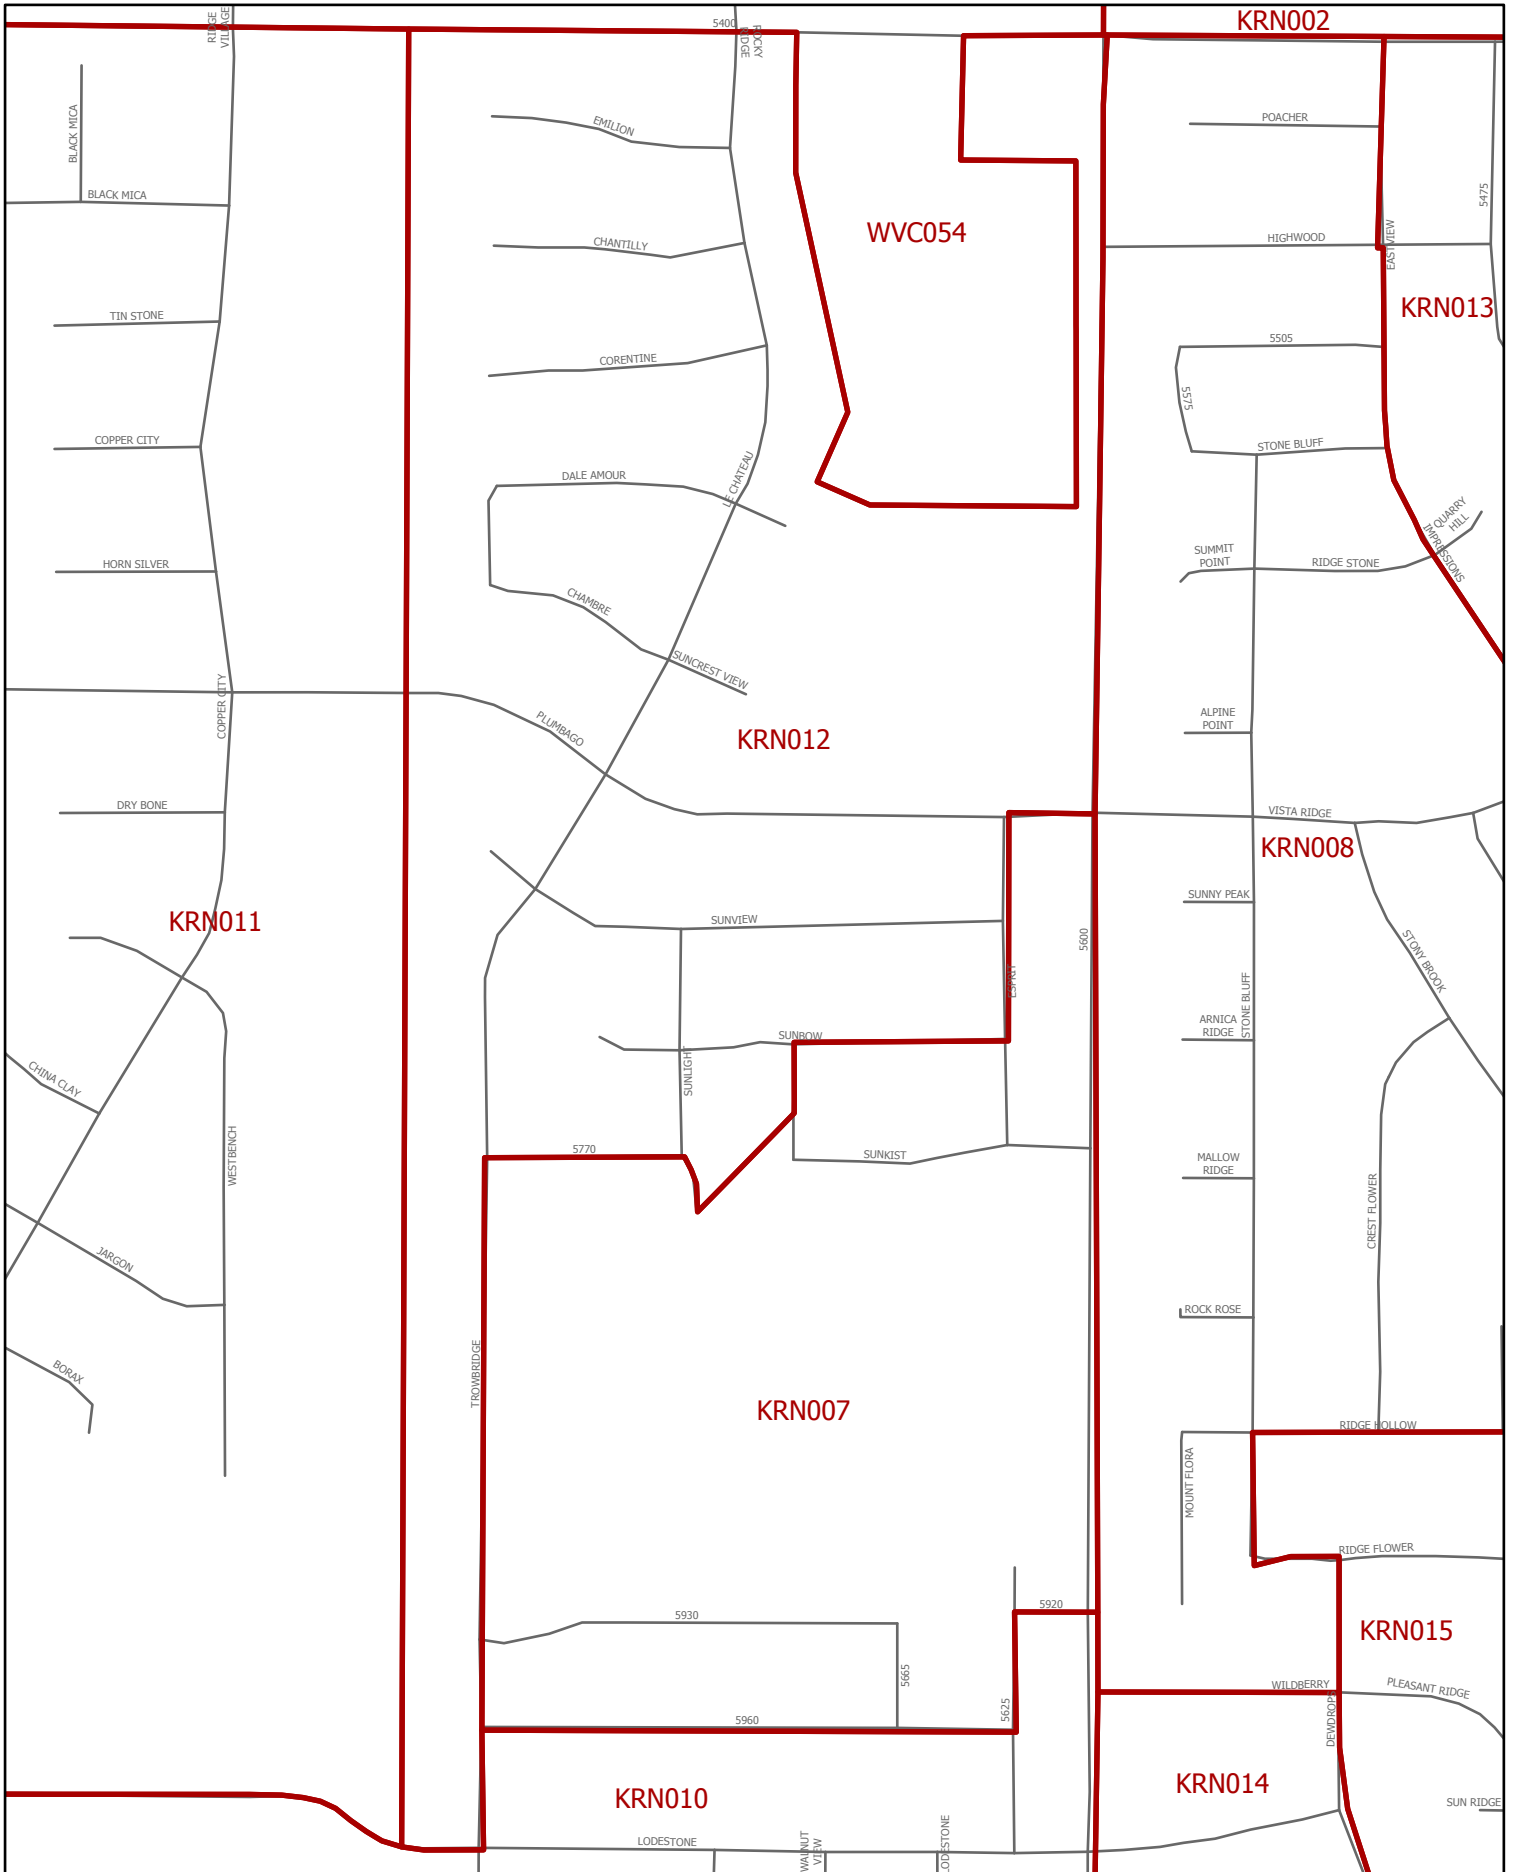 KRN002
RIDGE
VILLAGE
5400
ROCKY
RIDGE
BLACK MICA
EMILION
POACHER
BLACK MICA
5475
WVC054
CHANTILLY
HIGHWOOD
EASTVIEW
KRN013
TIN STONE
5505
CORENTINE
5575
COPPER CITY
STONE BLUFF
DALE AMOUR
LE CHATEAU
QUARRY
HILL
IMPRESSIONS
SUMMIT
POINT
RIDGE STONE
HORN SILVER
CHAMBRE
SUNCREST VIEW
COPPER CITY
PLUMBAGO
KRN012
ALPINE
POINT
DRY BONE
VISTA RIDGE
KRN008
SUNNY PEAK
KRN011
SUNVIEW
5600
STONY BROOK
ESPRIT
STONE BLUFF
ARNICA
RIDGE
SUNBOW
SUNLIGHT
CHINA CLAY
WESTBENCH
5770
SUNKIST
MALLOW
RIDGE
CREST FLOWER
JARGON
ROCK ROSE
TROWBRIDGE
BORAX
KRN007
RIDGE HOLLOW
MOUNT FLORA
RIDGE FLOWER
5920
5930
KRN015
5665
WILDBERRY
PLEASANT RIDGE
5625
DEWDROPS
5960
KRN010
KRN014
SUN RIDGE
LODESTONE
WALNUT
VIEW
LODESTONE